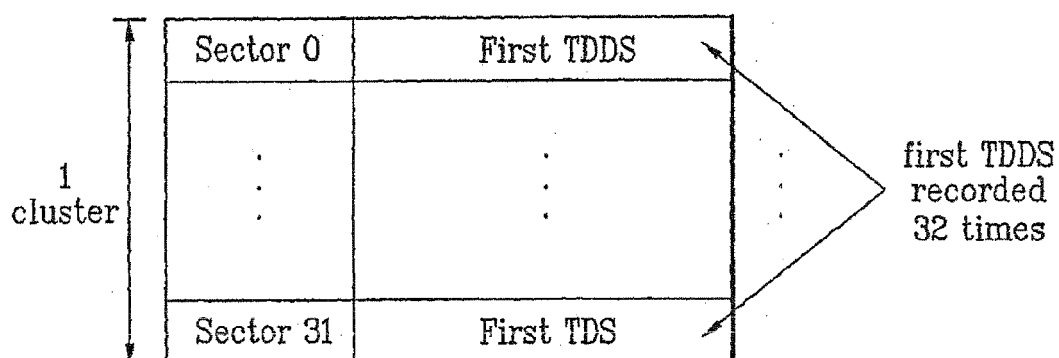 Sector 0 First TDDS
1
cluster
first TDDS
recorded
32 times
Sector 31 First TDS